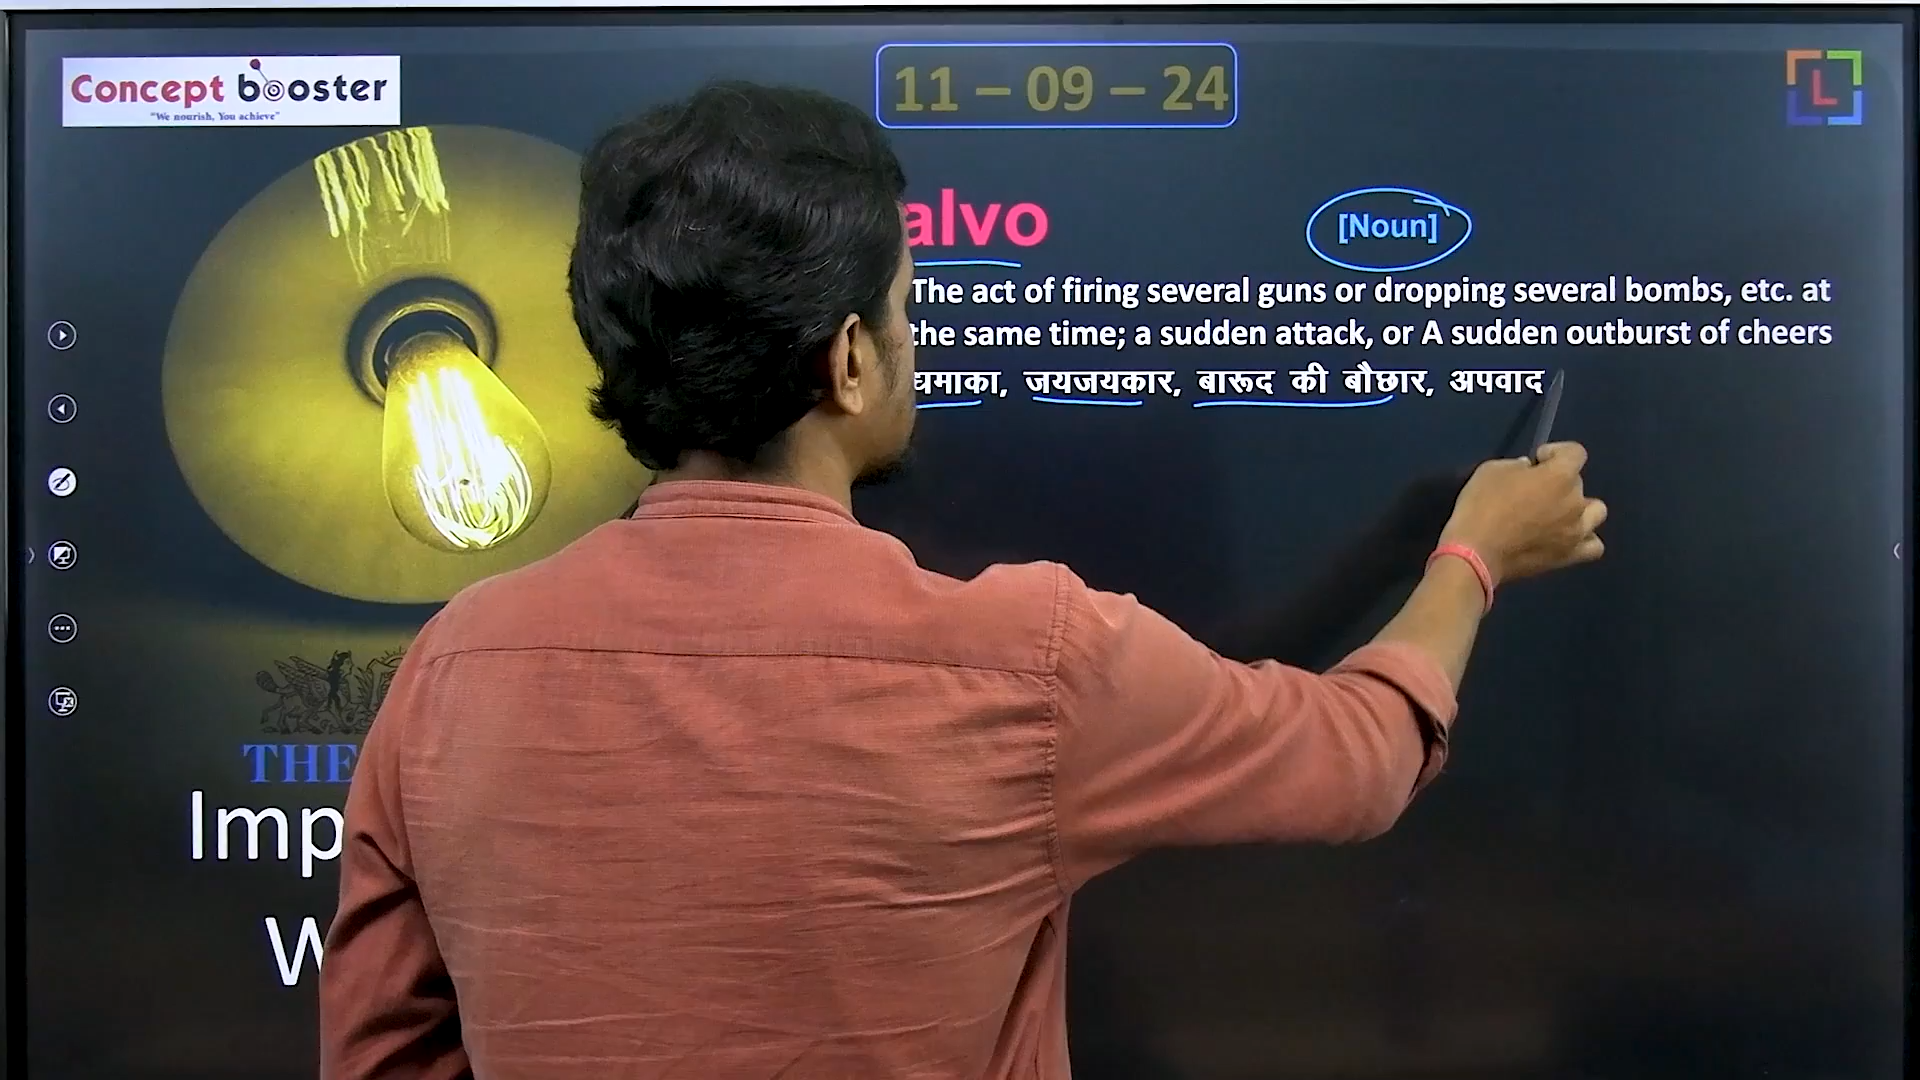 Concept booster
"We nourish, You achieve"
11 – 09 – 24
L
alvo
[Noun]
The act of firing several guns or dropping several bombs, etc. at
the same time; a sudden attack, or A sudden outburst of cheers
धमाका, जयजयकार, बारूद की बौछार, अपवाद
THE
Imp
W